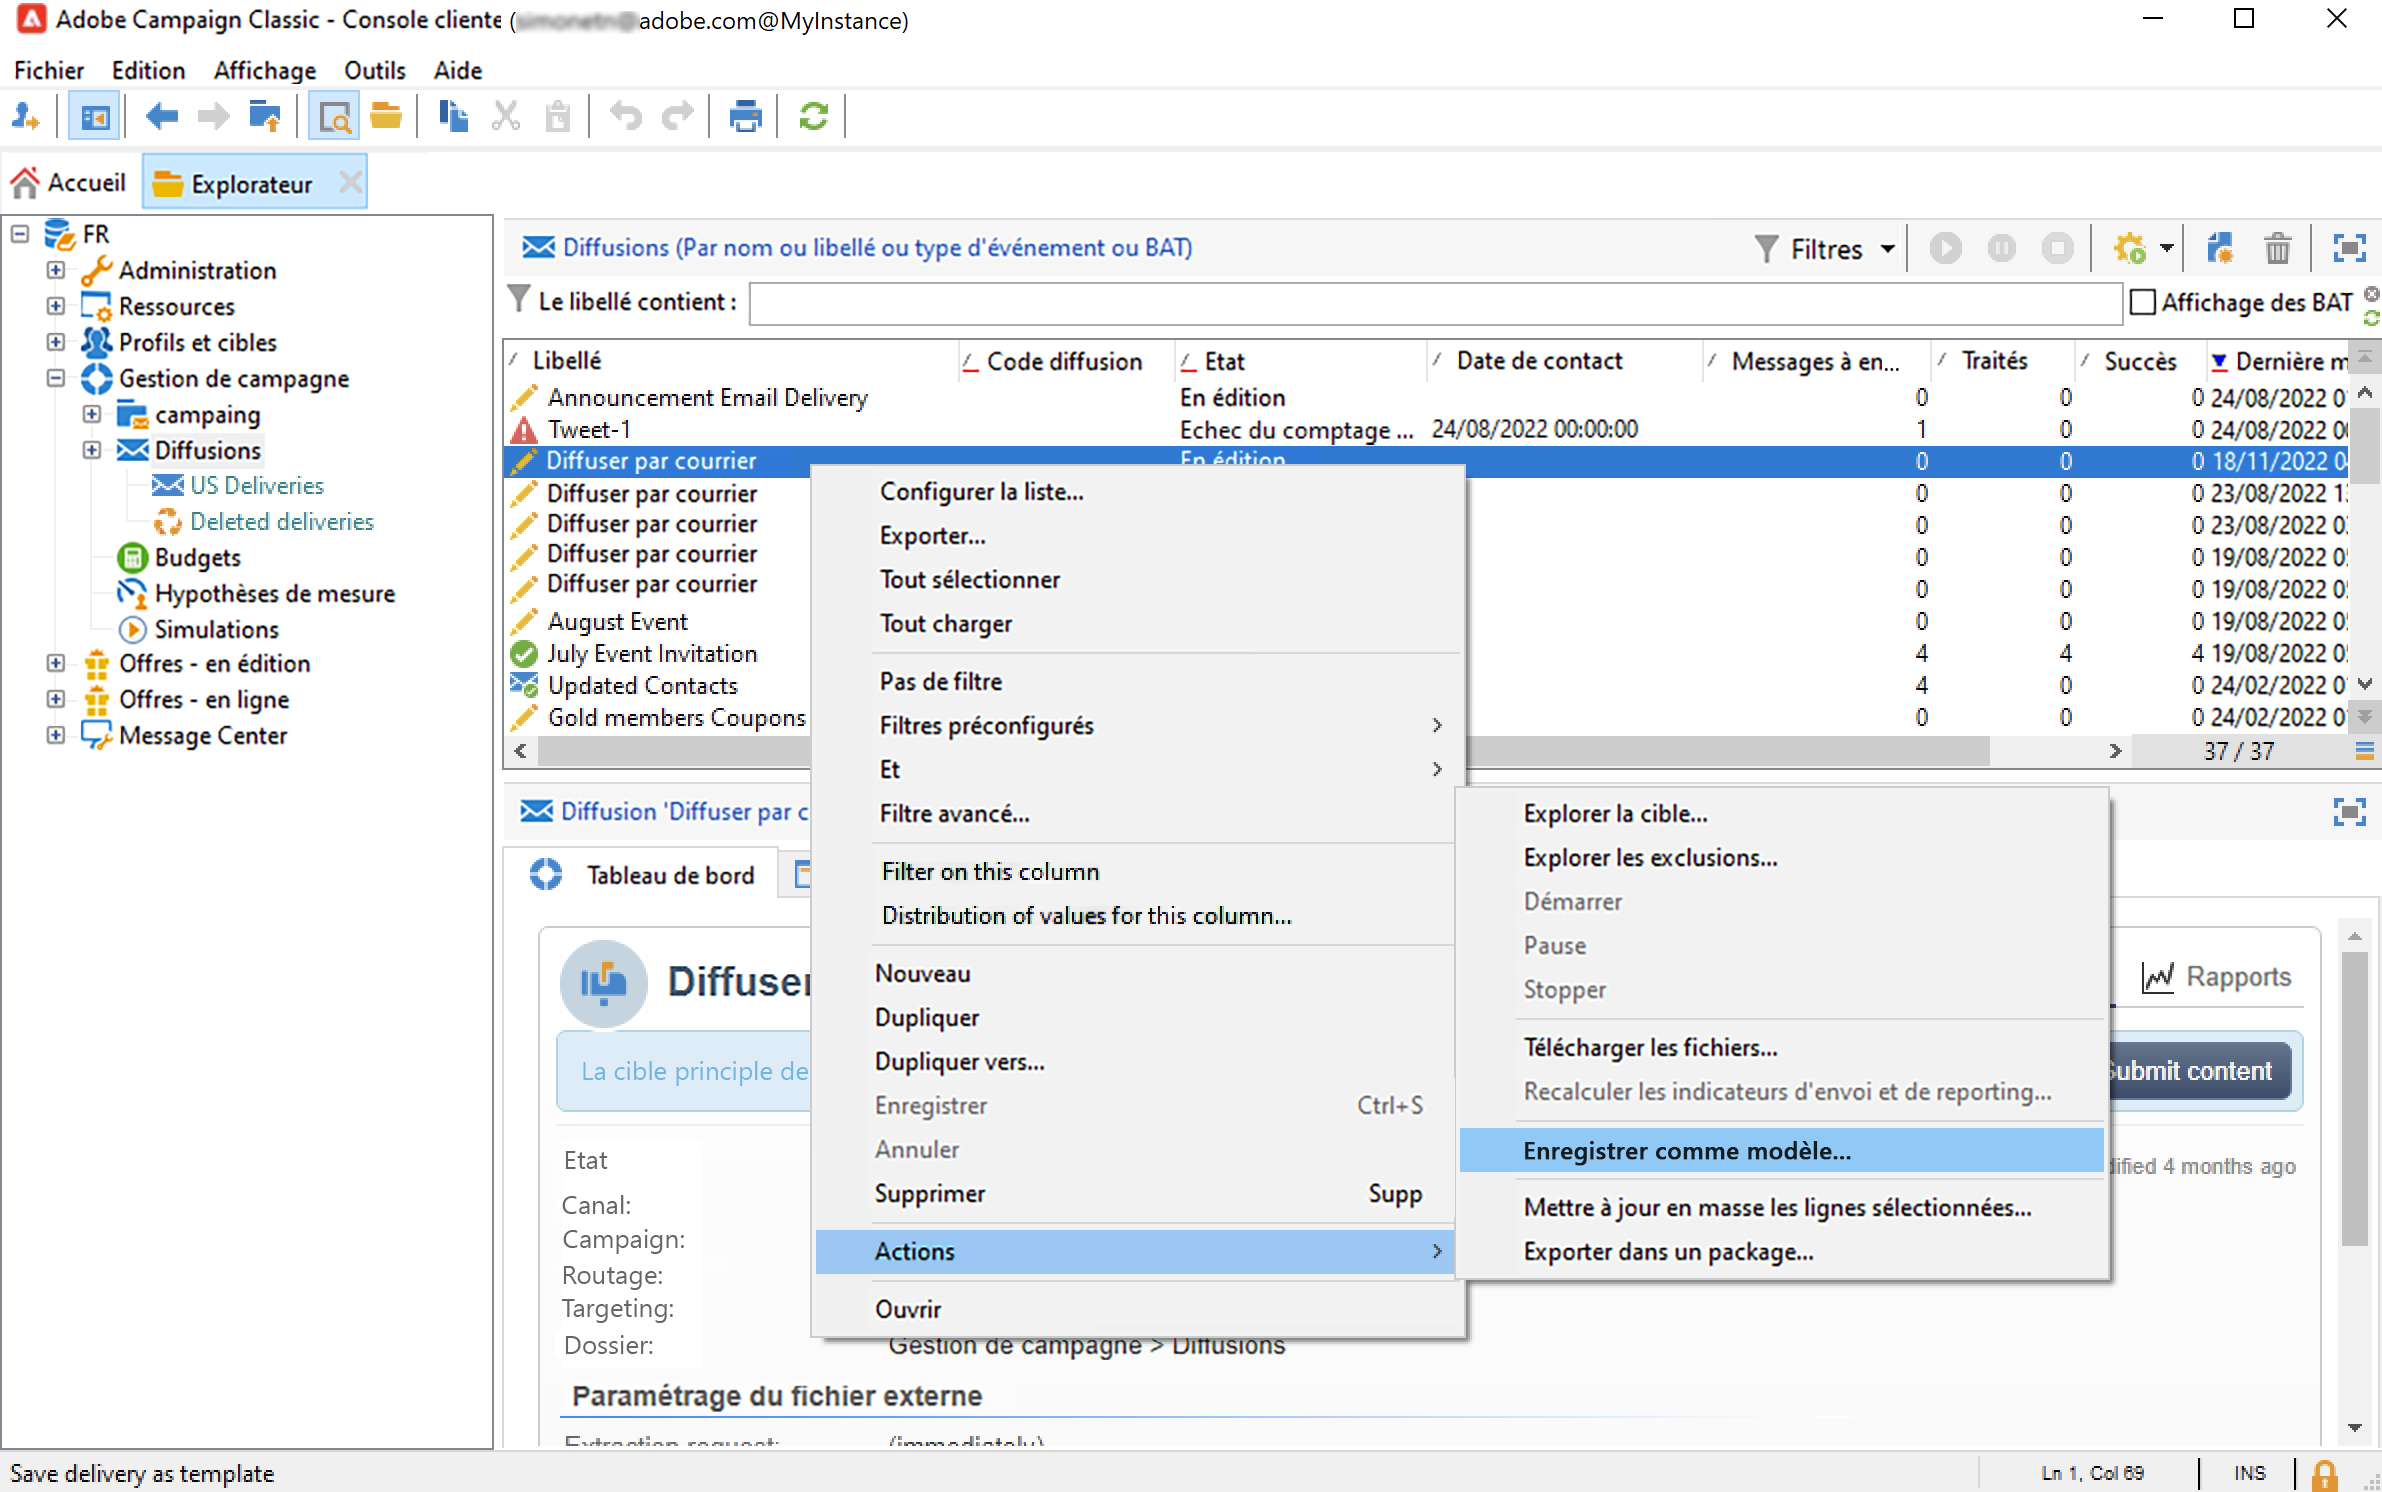 Adobe Campaign Classic - Console cliente (adobe.com@MyInstance)
Fichier Edition Affichage Outils Aide
Accueil Explorateur
FR
Administration
Ressources
Profils et cibles
Gestion de campagne
campaing
Diffusions
US Deliveries
Deleted deliveries
Budgets
Hypothèses de mesure
Simulations
Offres - en édition
Offres - en ligne
Message Center
Diffusions (Par nom ou libellé ou type d'événement ou BAT) Filtres
Le libellé contient : Affichage des BAT
Libellé Code diffusion Etat Date de contact Messages à en... Traités Succès Dernière m
Announcement Email Delivery En édition 0 0 0 24/08/2022 0
Tweet-1 Echec du comptage ... 24/08/2022 00:00:00 1 0 0 24/08/2022 0
Diffuser par courrier En édition 0 0 0 18/11/2022 0
Diffuser par courrier 0 0 0 23/08/2022 1
Diffuser par courrier 0 0 0 23/08/2022 0
Diffuser par courrier 0 0 0 19/08/2022 0
Diffuser par courrier 0 0 0 19/08/2022 0
August Event 0 0 0 19/08/2022 0
July Event Invitation 4 4 4 19/08/2022 0
Updated Contacts 4 0 0 24/02/2022 0
Gold members Coupons 0 0 0 24/02/2022 0
37 / 37
Configurer la liste...
Exporter...
Tout sélectionner
Tout charger
Pas de filtre
Filtres préconfigurés
Et
Filtre avancé...
Filter on this column
Distribution of values for this column...
Nouveau
Dupliquer
Dupliquer vers...
Enregistrer Ctrl+S
Annuler
Supprimer Supp
Actions
Ouvrir
Explorer la cible...
Explorer les exclusions...
Démarrer
Pause
Stopper
Télécharger les fichiers...
Recalculer les indicateurs d'envoi et de reporting...
Enregistrer comme modèle...
Mettre à jour en masse les lignes sélectionnées...
Exporter dans un package...
Diffusion 'Diffuser par c
Tableau de bord
Diffuser
Rapports
La cible principle de
Submit content
dified 4 months ago
Etat
Canal:
Campaign:
Routage:
Targeting:
Dossier: Gestion de campagne > Diffusions
Paramétrage du fichier externe
Extraction request: (immediately)
Save delivery as template Ln 1, Col 69 INS